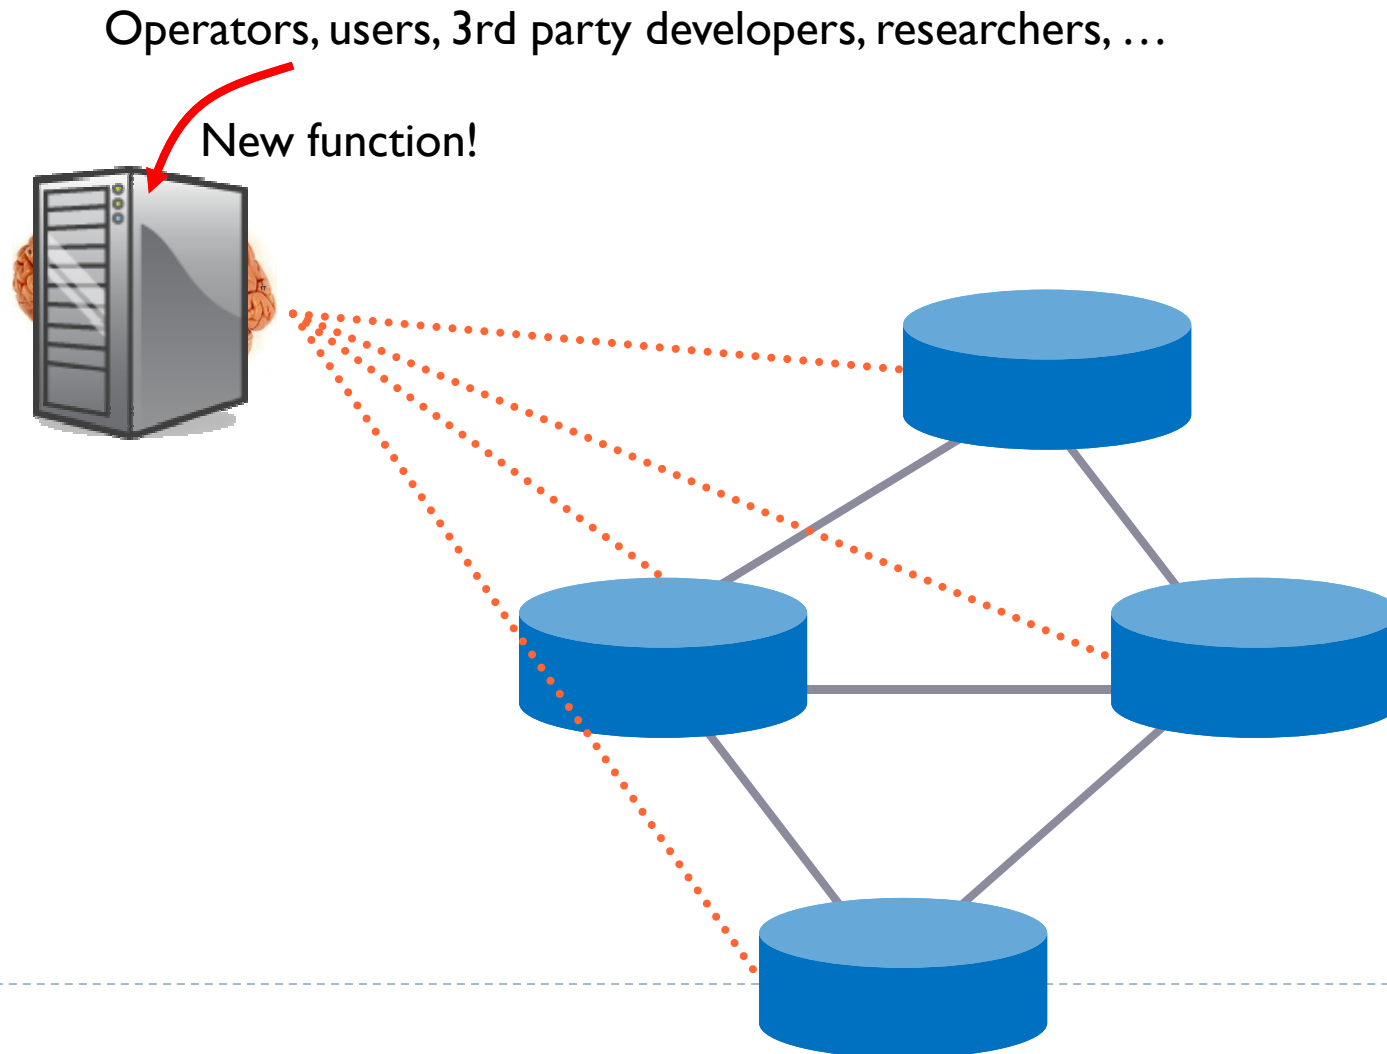 Operators, users, 3rd party developers, researchers, …
New function!